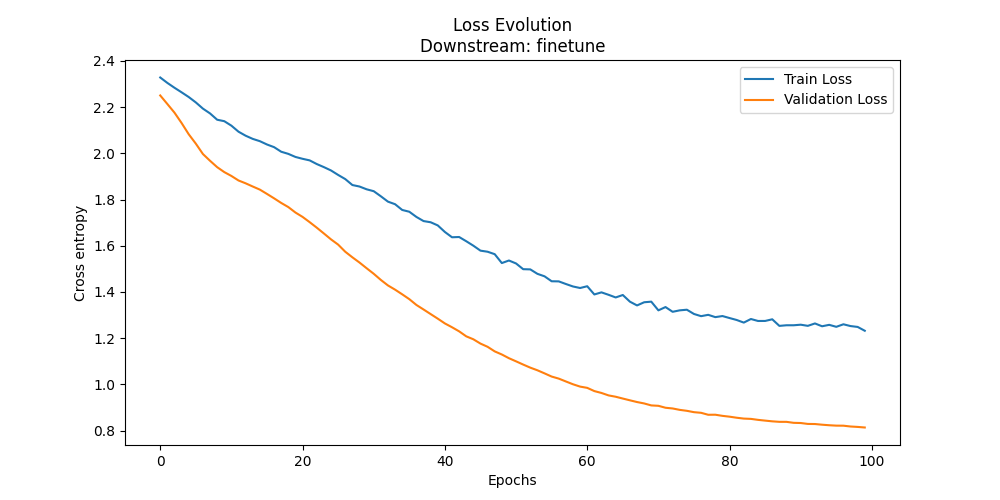 Loss Evolution
Downstream: finetune
Train Loss
Validation Loss
Cross entropy
2.4
2.2
2.0
1.8
1.6
1.4
1.2
1.0
0.8
0
20
40
60
80
100
Epochs